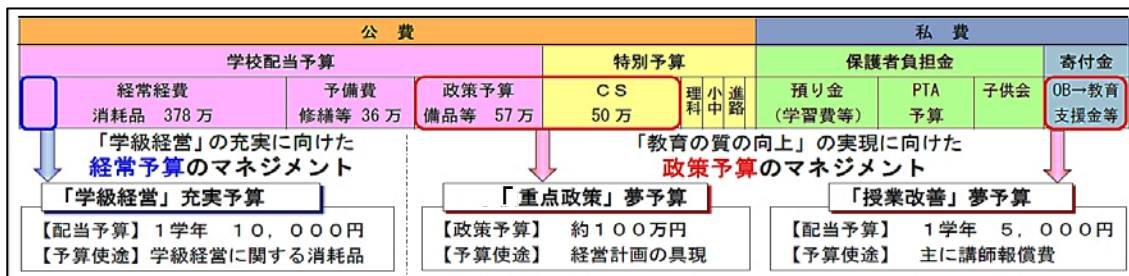 公 費 私 費
学校配当予算 特別予算 保護者負担金 寄付金
経常経費 予備費 政策予算 CS 理科 小中 進路 預り金 PTA 子供会 OB→教育
消耗品 378万 修繕等 36万 備品等 57万 50万 (学習費等) 予算 支援金等
「学級経営」の充実に向けた 「教育の質の向上」の実現に向けた
経常予算のマネジメント 政策予算のマネジメント
「学級経営」充実予算 「重点政策」夢予算 「授業改善」夢予算
【配当予算】1学年 10,000円 【政策予算】 約100万円 【配当予算】 1学年 5,000円
【予算使途】学級経営に関する消耗品 【予算使途】 経営計画の具現 【予算使途】 主に講師報償費